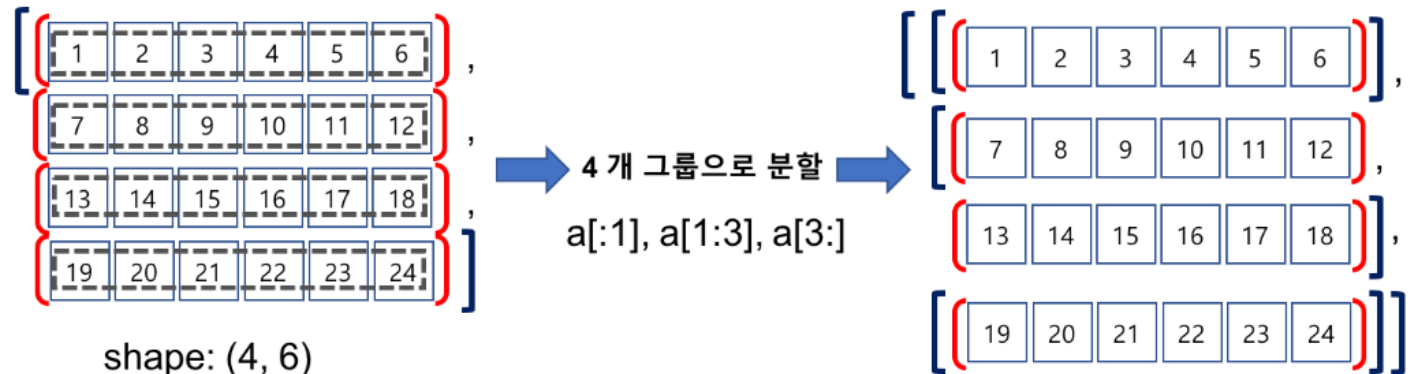 [ ( 1 2 3 4 5 6 ) ,
( 7 8 9 10 11 12 ) ,
( 13 14 15 16 17 18 ) ,
( 19 20 21 22 23 24 ) ]
shape: (4, 6)
4 개 그룹으로 분할
a[:1], a[1:3], a[3:]
[ [ ( 1 2 3 4 5 6 ) ] ,
[ ( 7 8 9 10 11 12 ) ,
( 13 14 15 16 17 18 ) ] ,
[ ( 19 20 21 22 23 24 ) ] ]